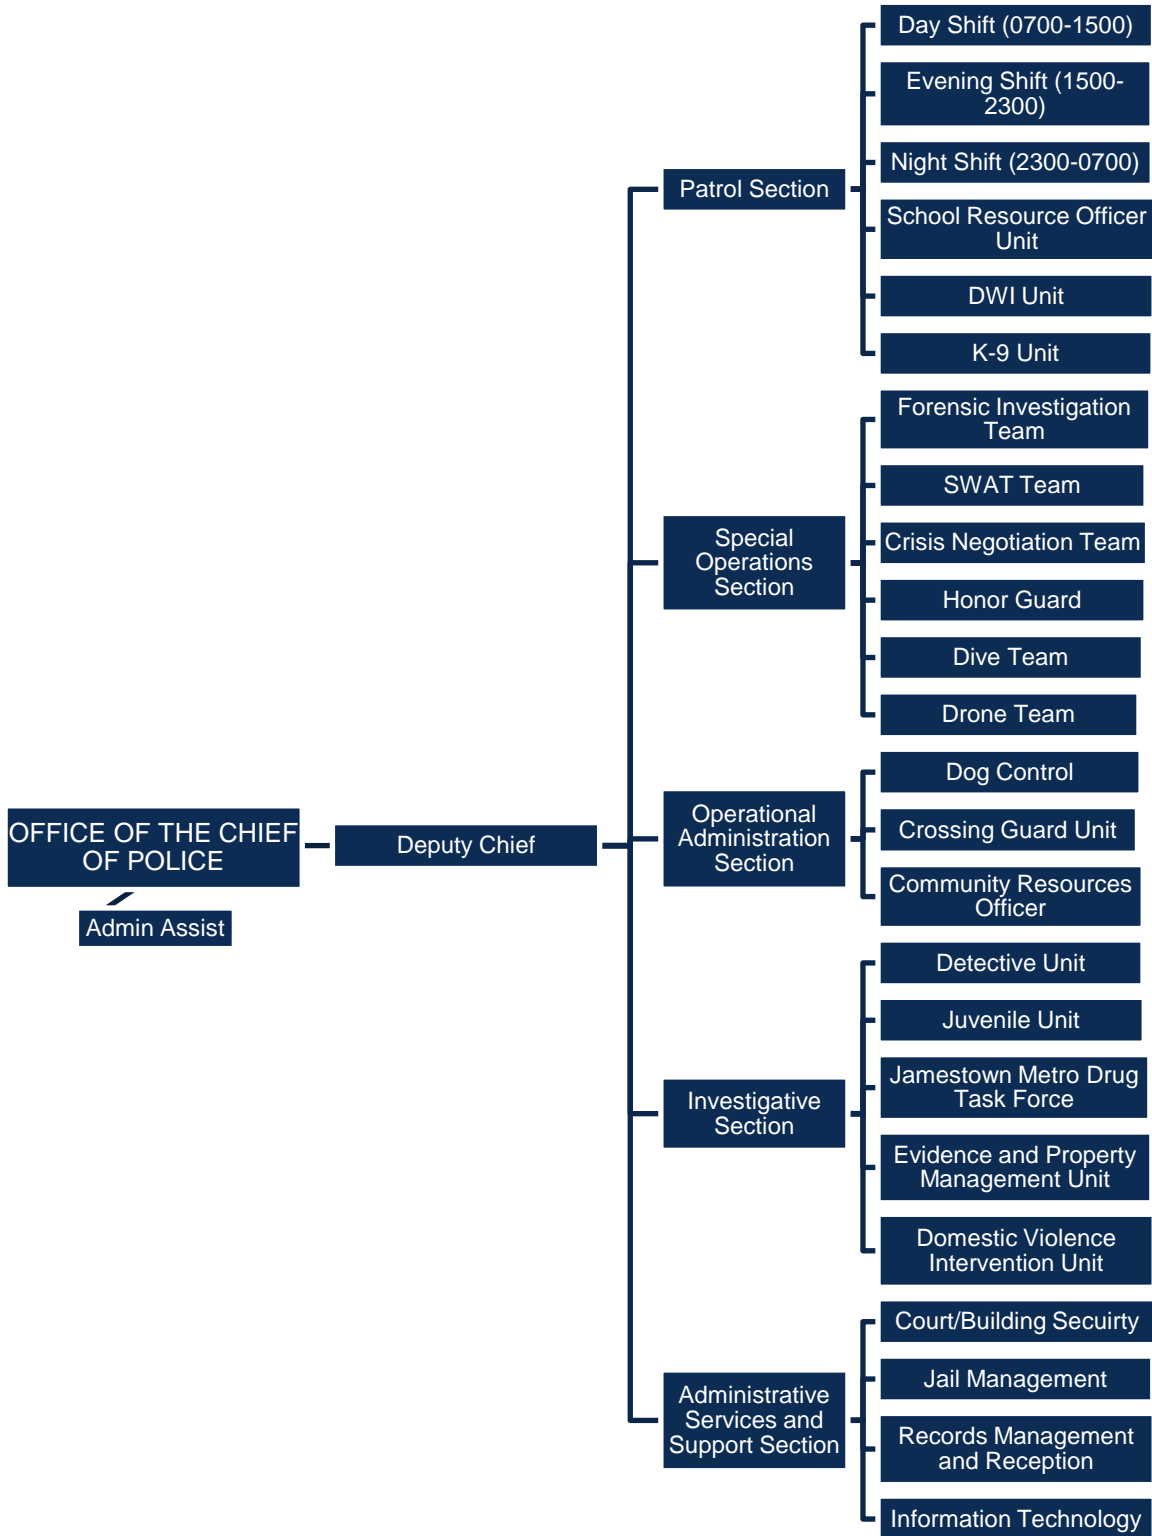 OFFICE OF THE CHIEF
OF POLICE
Admin Assist
Deputy Chief
Patrol Section
Day Shift (0700-1500)
Evening Shift (1500-
2300)
Night Shift (2300-0700)
School Resource Officer
Unit
DWI Unit
K-9 Unit
Special
Operations
Section
Forensic Investigation
Team
SWAT Team
Crisis Negotiation Team
Honor Guard
Dive Team
Drone Team
Operational
Administration
Section
Dog Control
Crossing Guard Unit
Community Resources
Officer
Investigative
Section
Detective Unit
Juvenile Unit
Jamestown Metro Drug
Task Force
Evidence and Property
Management Unit
Domestic Violence
Intervention Unit
Administrative
Services and
Support Section
Court/Building Secuirty
Jail Management
Records Management
and Reception
Information Technology